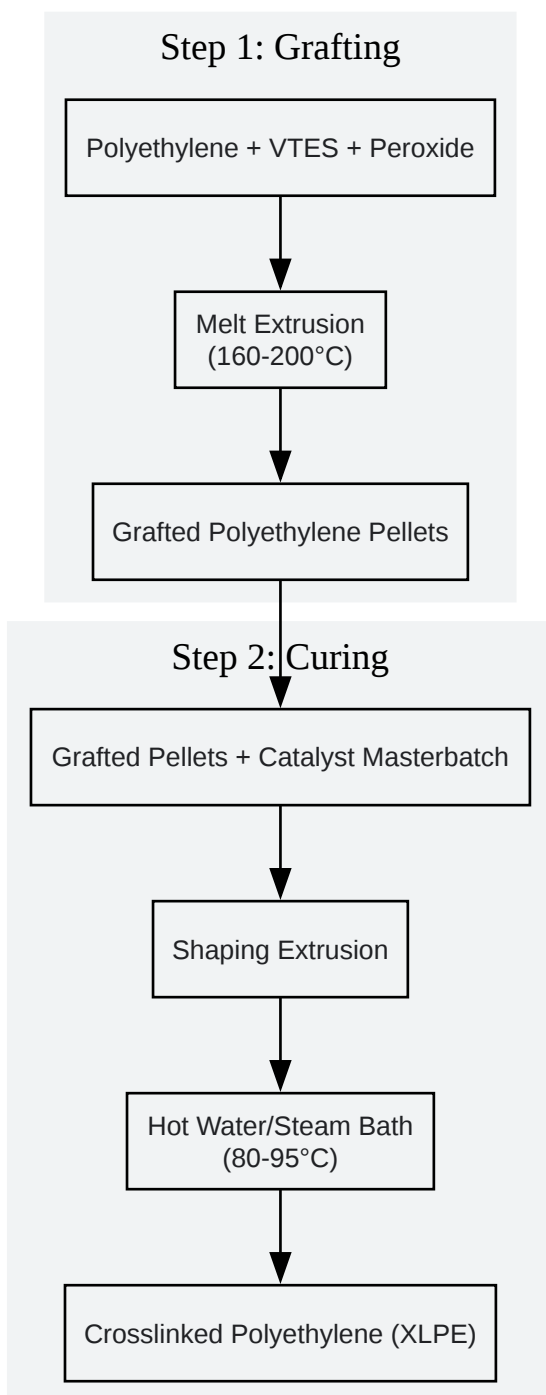 Step 1: Grafting
Polyethylene + VTES + Peroxide
Melt Extrusion
(160-200°C)
Grafted Polyethylene Pellets
Step 2: Curing
Grafted Pellets + Catalyst Masterbatch
Shaping Extrusion
Hot Water/Steam Bath
(80-95°C)
Crosslinked Polyethylene (XLPE)